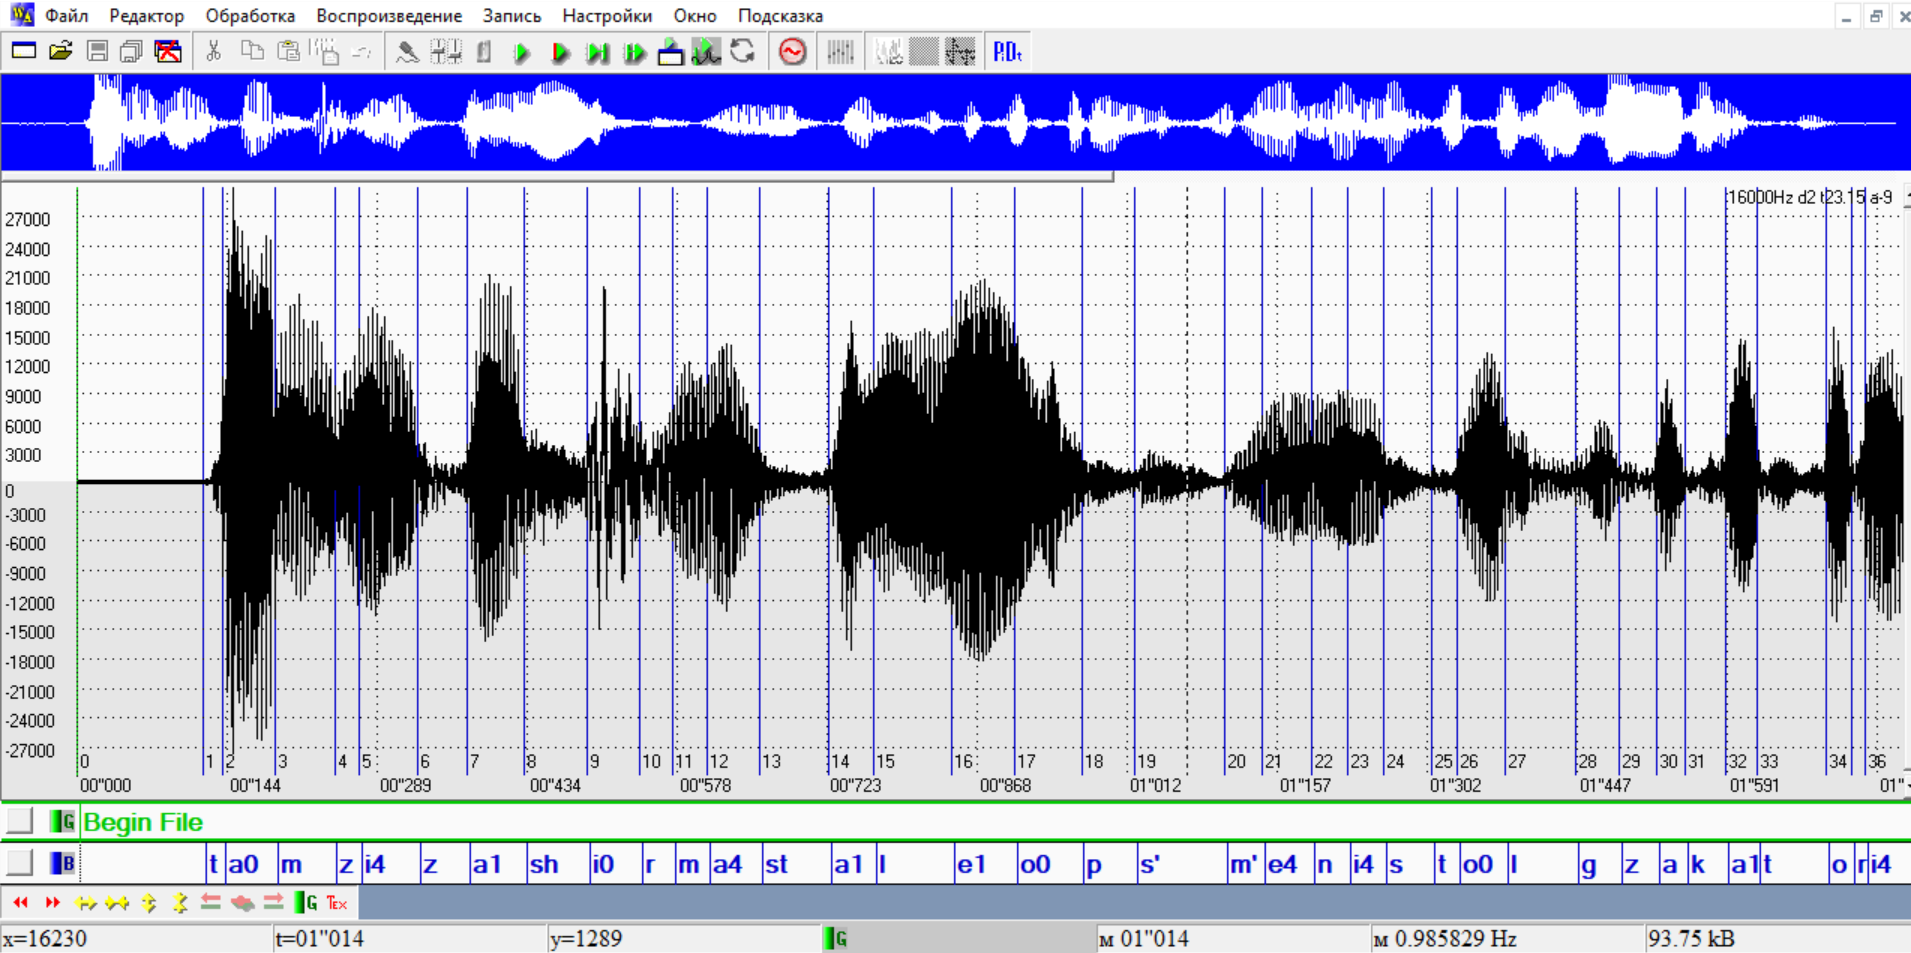 Файл Редактор Обработка Воспроизведение Запись Настройки Окно Подсказка
P.Dt
16000Hz d2 t23.15 a-9
27000
24000
21000
18000
15000
12000
9000
6000
3000
0
-3000
-6000
-9000
-12000
-15000
-18000
-21000
-24000
-27000
0 1 2 3 4 5 6 7 8 9 10 11 12 13 14 15 16 17 18 19 20 21 22 23 24 25 26 27 28 29 30 31 32 33 34 36
00"000 00"144 00"289 00"434 00"578 00"723 00"868 01"012 01"157 01"302 01"447 01"591 01"
G Begin File
B t a0 m z i4 z a1 sh i0 r m a4 st a1 l e1 o0 p s' m' e4 n i4 s t o0 l g z a k a1 t o r i4
G TEX
x=16230 t=01"014 y=1289 G м 01"014 м 0.985829 Hz 93.75 kB